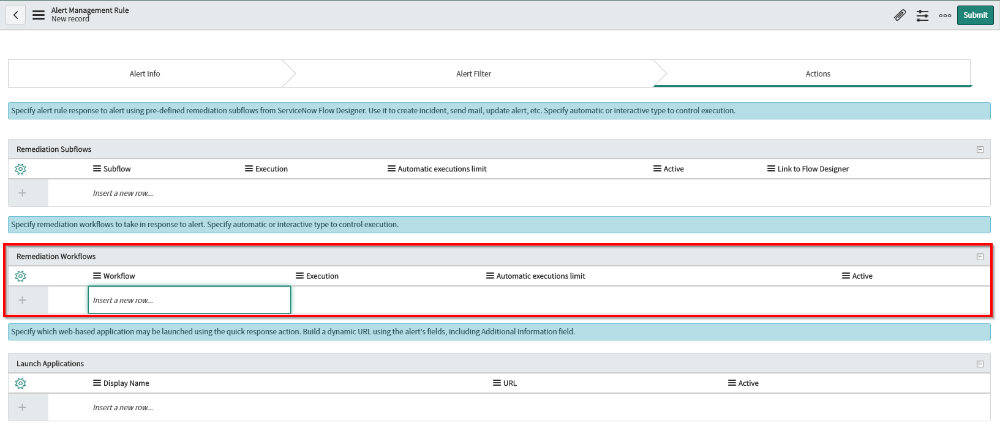 Alert Management Rule
New record
Submit
Alert Info
Alert Filter
Actions
Specify alert rule response to alert using pre-defined remediation subflows from ServiceNow Flow Designer. Use it to create incident, send mail, update alert, etc. Specify automatic or interactive type to control execution.
Remediation Subflows
Subflow Execution Automatic executions limit Active Link to Flow Designer
Insert a new row...
Specify remediation workflows to take in response to alert. Specify automatic or interactive type to control execution.
Remediation Workflows
Workflow Execution Automatic executions limit Active
Insert a new row...
Specify which web-based application may be launched using the quick response action. Build a dynamic URL using the alert's fields, including Additional Information field.
Launch Applications
Display Name URL Active
Insert a new row...